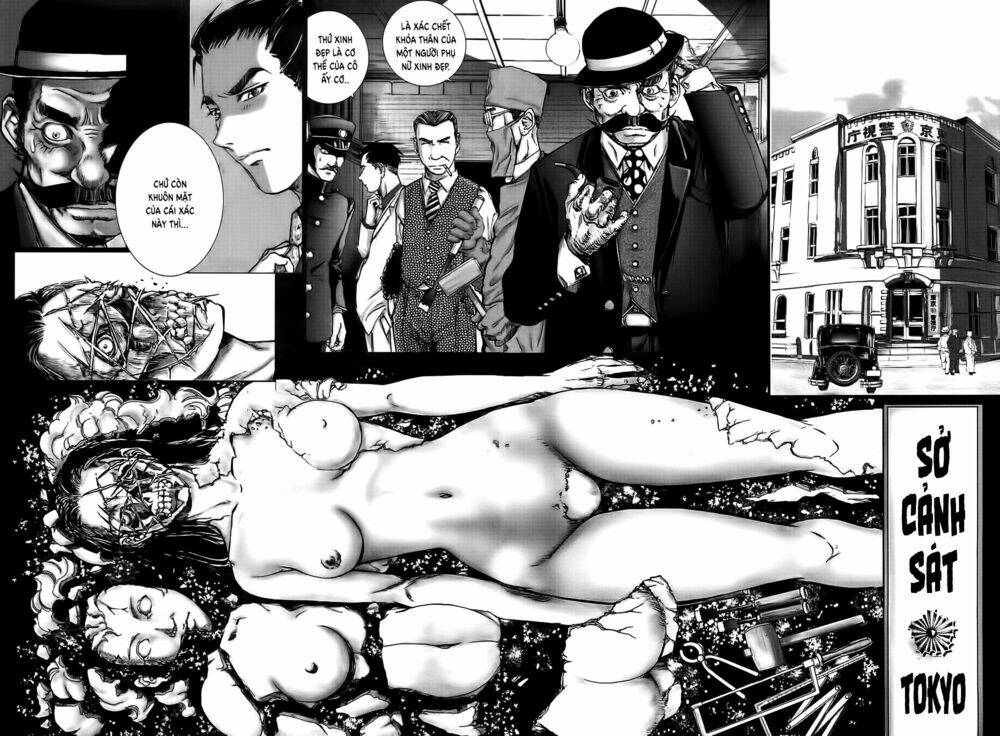 庁視警京東
LÀ XÁC CHẾT
KHỎA THÂN CỦA
MỘT NGƯỜI PHỤ
NỮ XINH ĐẸP.
THỨ XINH
ĐẸP LÀ CƠ
THỂ CỦA CÔ
ẤY CƠ..
CHỨ CÒN
KHUÔN MẶT
CỦA CÁI XÁC
NÀY THÌ...
SỞ
CẢNH
SÁT
TOKYO